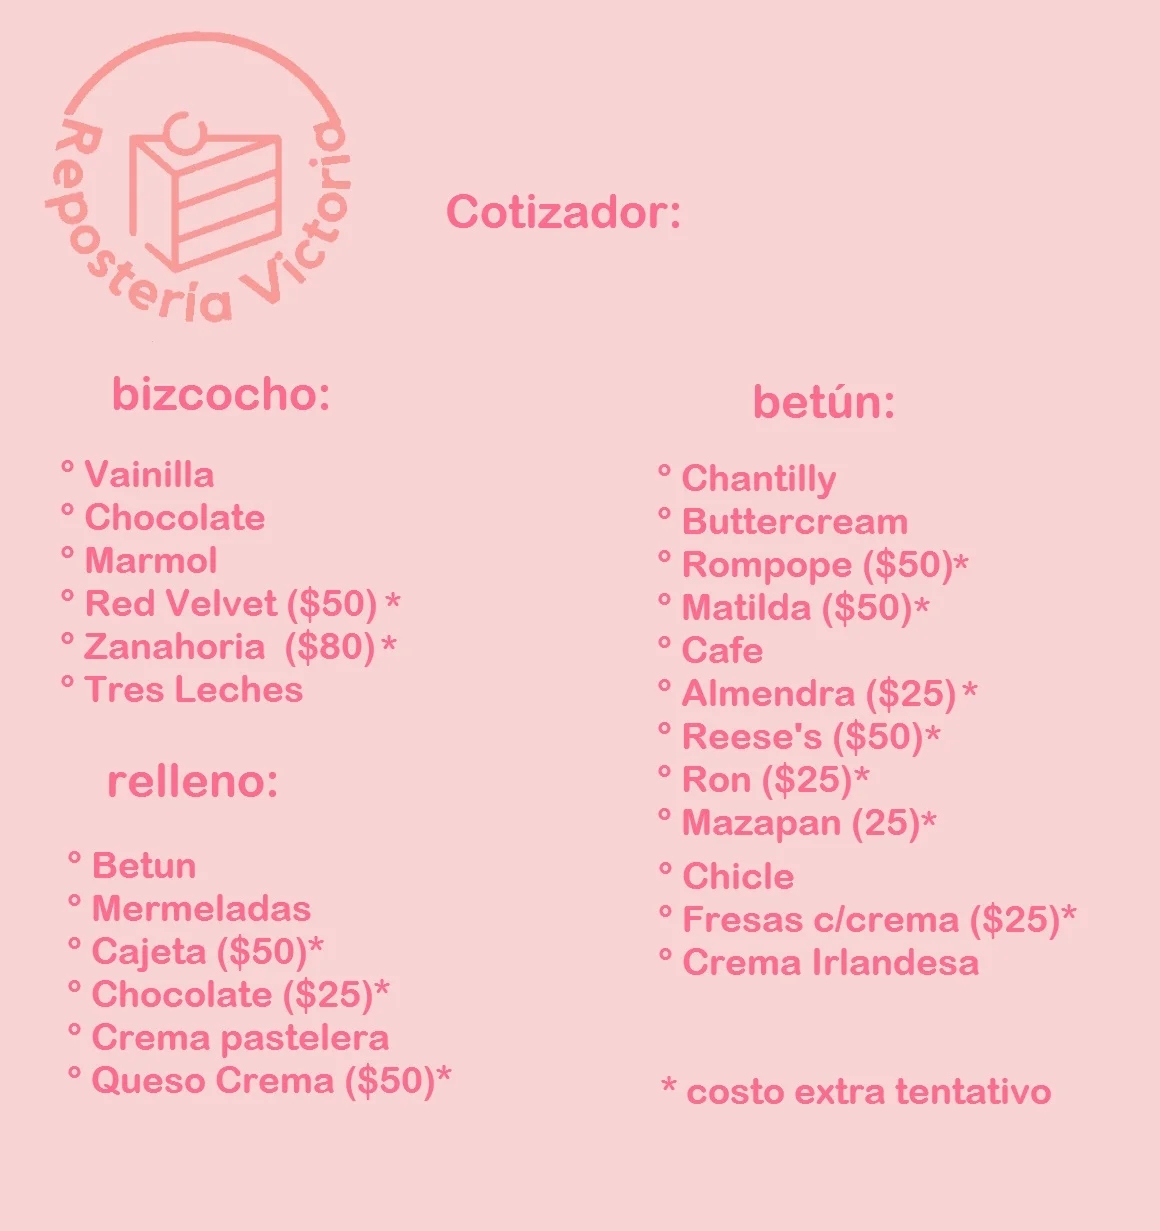 Repostería Victoria
Cotizador:
bizcocho:
° Vainilla
° Chocolate
° Marmol
° Red Velvet ($50) *
° Zanahoria ($80) *
° Tres Leches
relleno:
° Betun
° Mermeladas
° Cajeta ($50)*
° Chocolate ($25)*
° Crema pastelera
° Queso Crema ($50)*
betún:
° Chantilly
° Buttercream
° Rompope ($50)*
° Matilda ($50)*
° Cafe
° Almendra ($25) *
° Reese's ($50)*
° Ron ($25)*
° Mazapan (25)*
° Chicle
° Fresas c/crema ($25)*
° Crema Irlandesa
* costo extra tentativo